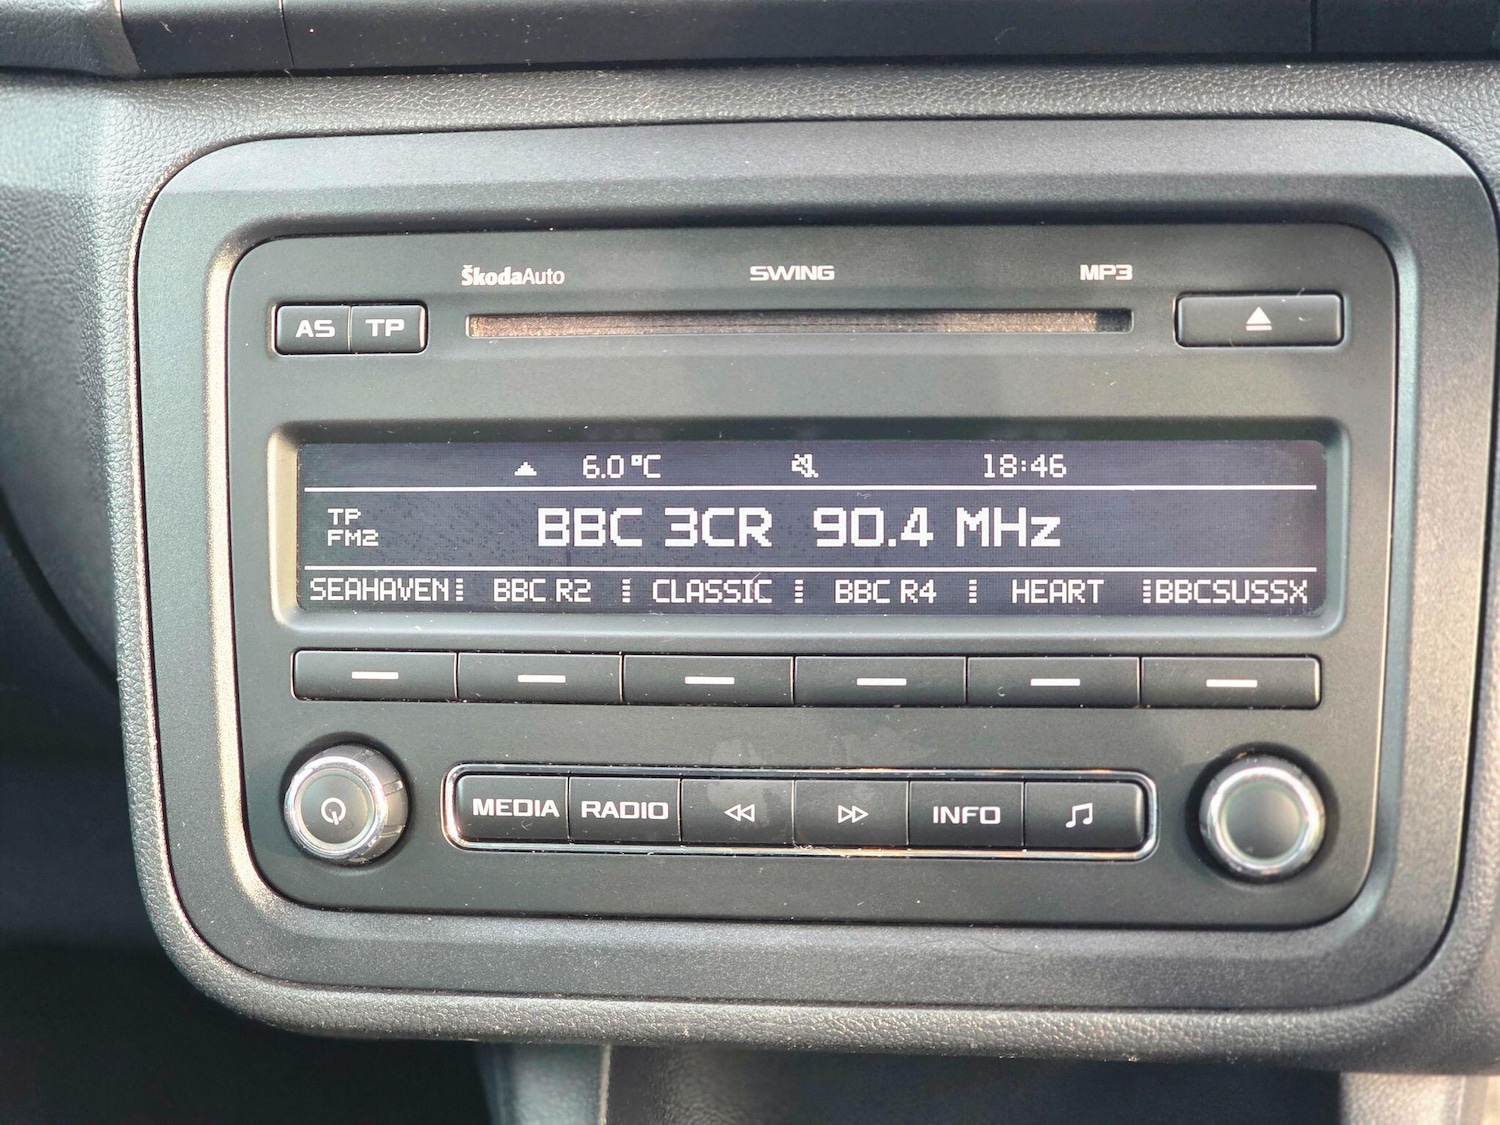 ŠkodaAuto SWING MP3
AS TP
6.0°C 18:46
TP
FM2
BBC 3CR 90.4 MHz
SEAHAVEN BBC R2 CLASSIC BBC R4 HEART BBCSUSSX
MEDIA RADIO INFO